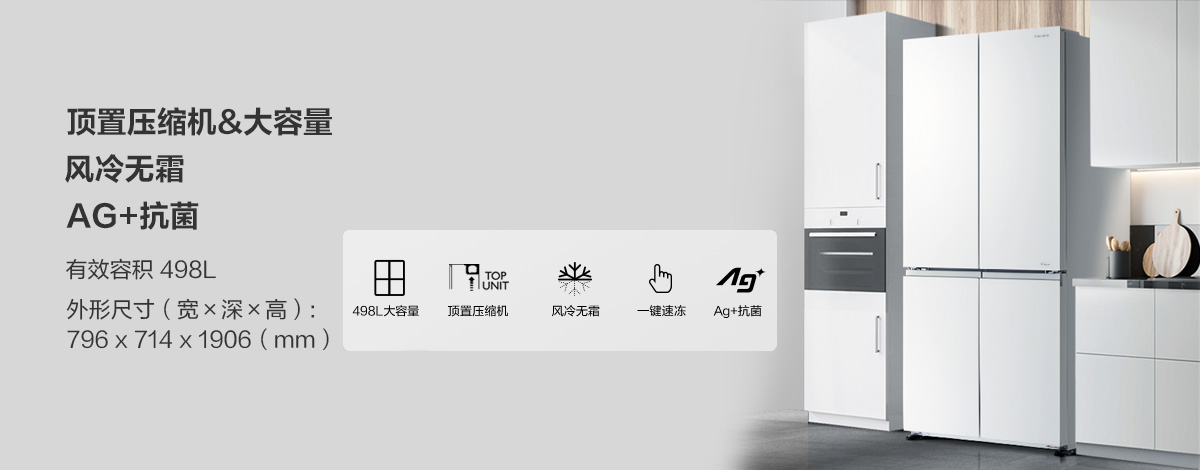 顶置压缩机&大容量
风冷无霜
AG+抗菌
有效容积 498L
外形尺寸（宽×深×高）：
796 x 714 x 1906（mm）
TOP
UNIT
Ag+
498L大容量
顶置压缩机
风冷无霜
一键速冻
Ag+抗菌